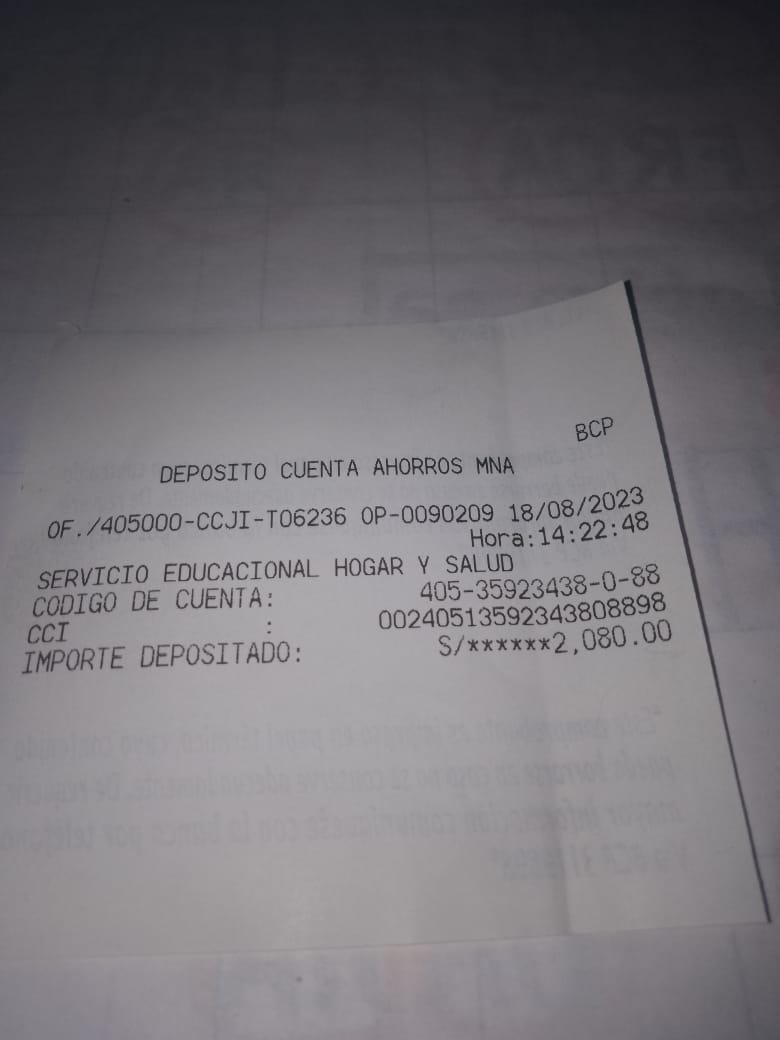 BCP
DEPOSITO CUENTA AHORROS MNA
OF./405000-CCJI-T06236 OP-0090209 18/08/2023
Hora:14:22:48
SERVICIO EDUCACIONAL HOGAR Y SALUD
CODIGO DE CUENTA: 405-35923438-0-88
CCI : 00240513592343808898
IMPORTE DEPOSITADO: S/******2,080.00